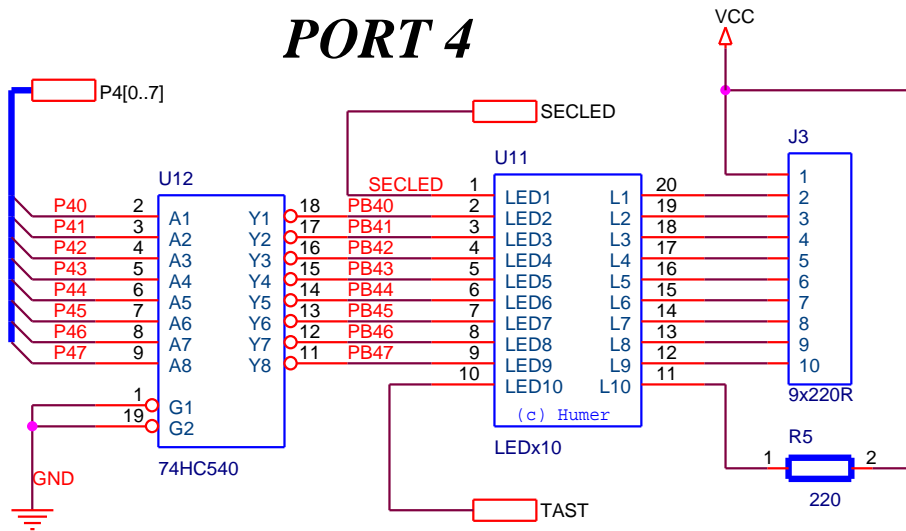 PORT 4
VCC
P4[0..7]
SECLED
J3
U11
U12
SECLED
1 LED1 L1 20
1
P40 2 A1 Y1 18 PB40 2 LED2 L2 19
2
P41 3 A2 Y2 17 PB41 3 LED3 L3 18
3
P42 4 A3 Y3 16 PB42 4 LED4 L4 17
4
P43 5 A4 Y4 15 PB43 5 LED5 L5 16
5
P44 6 A5 Y5 14 PB44 6 LED6 L6 15
6
P45 7 A6 Y6 13 PB45 7 LED7 L7 14
7
P46 8 A7 Y7 12 PB46 8 LED8 L8 13
8
P47 9 A8 Y8 11 PB47 9 LED9 L9 12
9
10 LED10 L10 11
10
1 G1
19 G2
(c) Humer
9x220R
LEDx10
74HC540
R5
1 2
220
GND
TAST